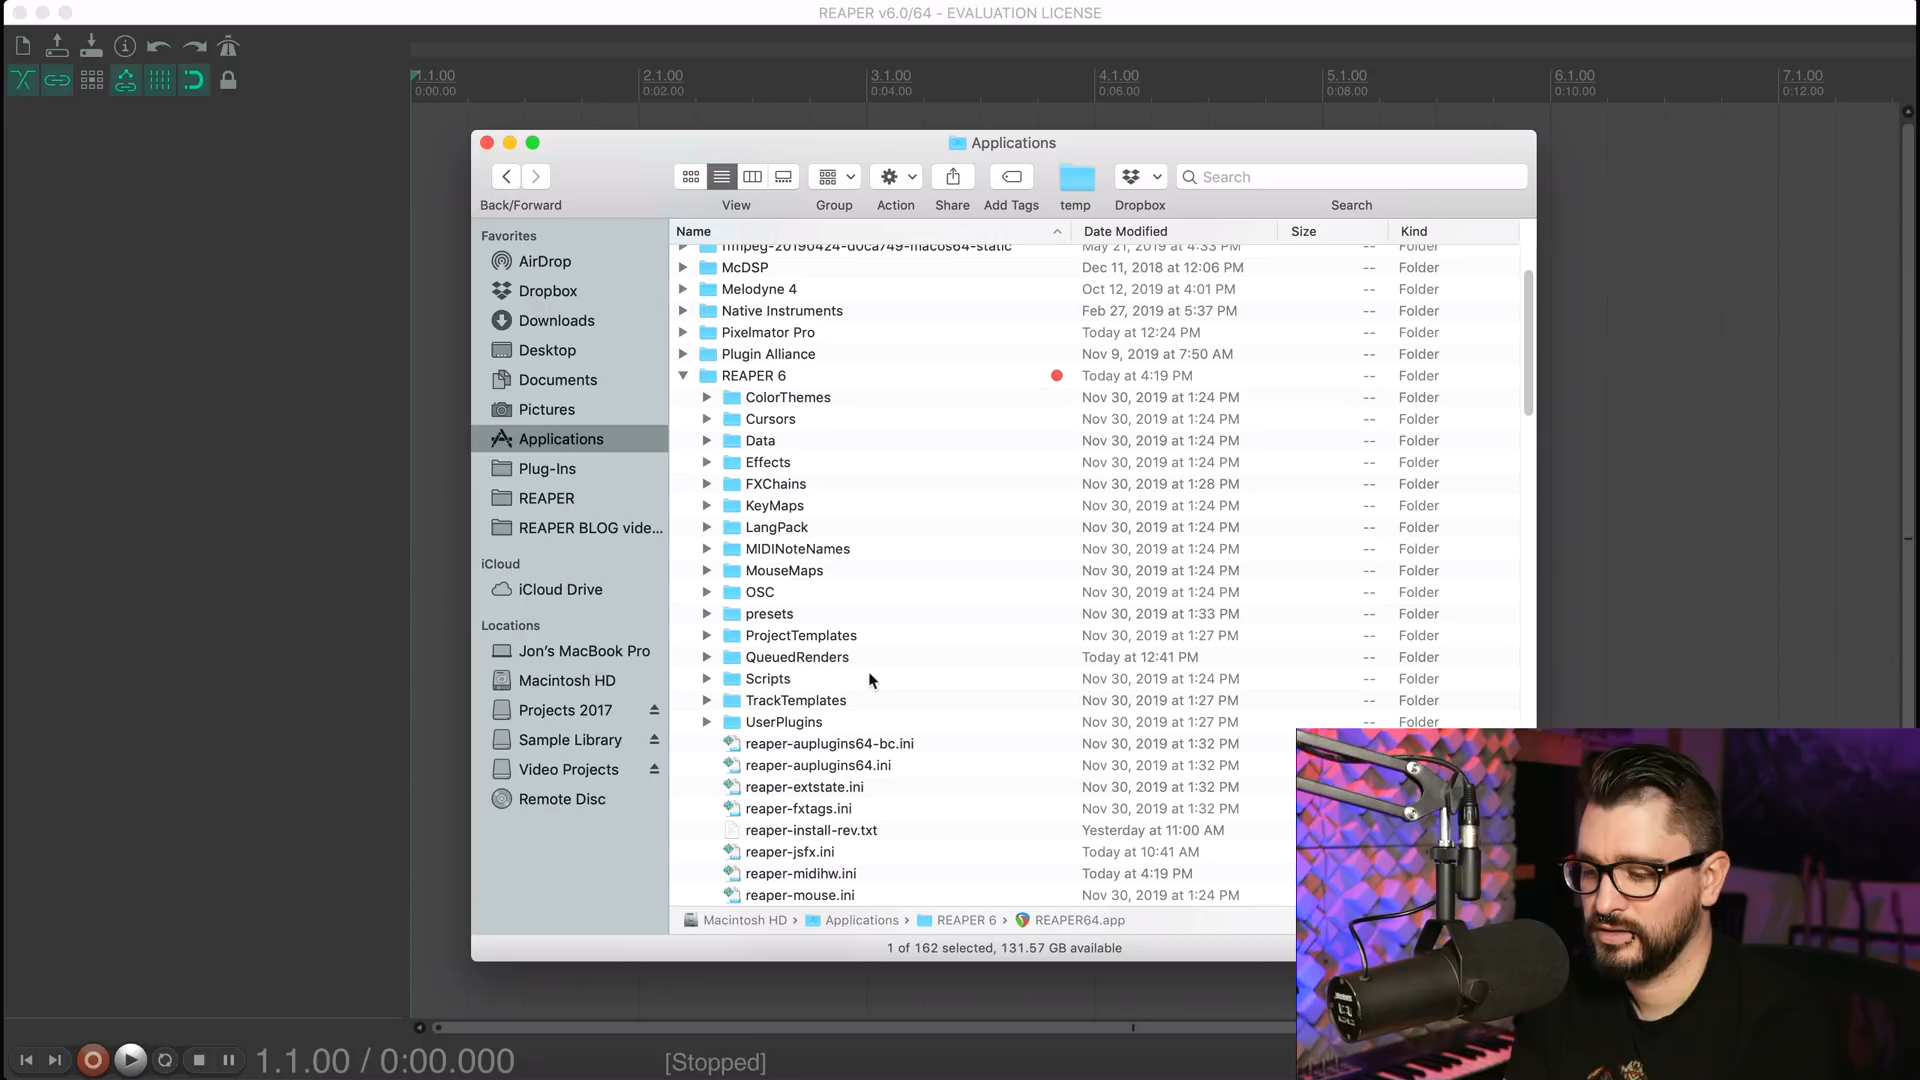 REAPER v6.0/64 - EVALUATION LICENSE
1.1.00 2.1.00 3.1.00 4.1.00 5.1.00 6.1.00 7.1.00
0:00.00 0:02.00 0:04.00 0:06.00 0:08.00 0:10.00 0:12.00
Applications
Search
Back/Forward View Group Action Share Add Tags temp Dropbox Search
Favorites
AirDrop
Dropbox
Downloads
Desktop
Documents
Pictures
Applications
Plug-Ins
REAPER
REAPER BLOG vide...
iCloud
iCloud Drive
Locations
Jon's MacBook Pro
Macintosh HD
Projects 2017
Sample Library
Video Projects
Remote Disc
Name Date Modified Size Kind
ffmpeg-20190424-d0ca749-macos64-static May 21, 2019 at 4:33 PM -- Folder
McDSP Dec 11, 2018 at 12:06 PM -- Folder
Melodyne 4 Oct 12, 2019 at 4:01 PM -- Folder
Native Instruments Feb 27, 2019 at 5:37 PM -- Folder
Pixelmator Pro Today at 12:24 PM -- Folder
Plugin Alliance Nov 9, 2019 at 7:50 AM -- Folder
REAPER 6 Today at 4:19 PM -- Folder
ColorThemes Nov 30, 2019 at 1:24 PM -- Folder
Cursors Nov 30, 2019 at 1:24 PM -- Folder
Data Nov 30, 2019 at 1:24 PM -- Folder
Effects Nov 30, 2019 at 1:24 PM -- Folder
FXChains Nov 30, 2019 at 1:28 PM -- Folder
KeyMaps Nov 30, 2019 at 1:24 PM -- Folder
LangPack Nov 30, 2019 at 1:24 PM -- Folder
MIDINoteNames Nov 30, 2019 at 1:24 PM -- Folder
MouseMaps Nov 30, 2019 at 1:24 PM -- Folder
OSC Nov 30, 2019 at 1:24 PM -- Folder
presets Nov 30, 2019 at 1:33 PM -- Folder
ProjectTemplates Nov 30, 2019 at 1:27 PM -- Folder
QueuedRenders Today at 12:41 PM -- Folder
Scripts Nov 30, 2019 at 1:24 PM -- Folder
TrackTemplates Nov 30, 2019 at 1:27 PM -- Folder
UserPlugins Nov 30, 2019 at 1:27 PM -- Folder
reaper-auplugins64-bc.ini Nov 30, 2019 at 1:32 PM
reaper-auplugins64.ini Nov 30, 2019 at 1:32 PM
reaper-extstate.ini Nov 30, 2019 at 1:32 PM
reaper-fxtags.ini Nov 30, 2019 at 1:32 PM
reaper-install-rev.txt Yesterday at 11:00 AM
reaper-jsfx.ini Today at 10:41 AM
reaper-midihw.ini Today at 4:19 PM
reaper-mouse.ini Nov 30, 2019 at 1:24 PM
Macintosh HD › Applications › REAPER 6 › REAPER64.app
1 of 162 selected, 131.57 GB available
1.1.00 / 0:00.000 [Stopped]